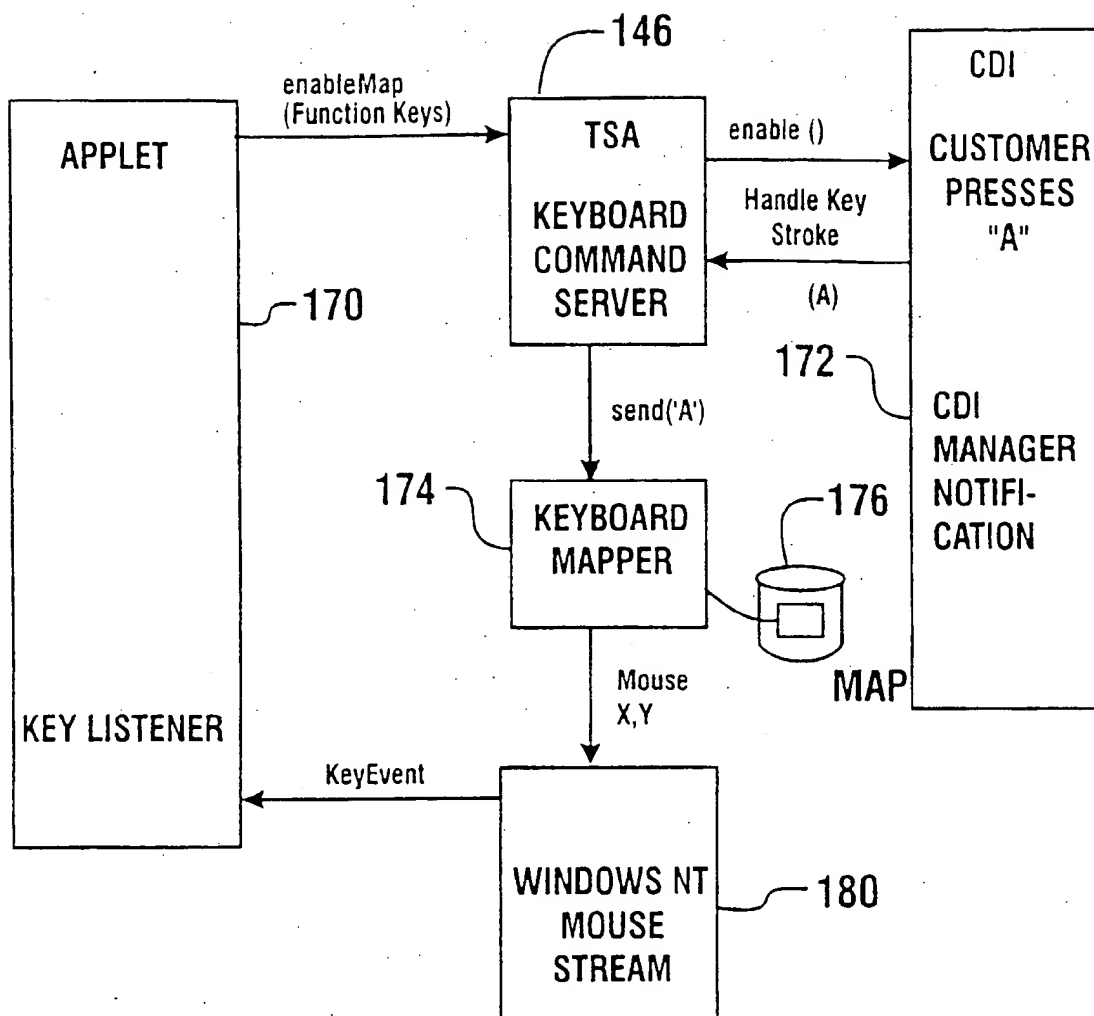 146
enableMap
(Function Keys)
APPLET
TSA
KEYBOARD
COMMAND
SERVER
enable ()
Handle Key
Stroke
(A)
CDI
CUSTOMER
PRESSES
"A"
170
172
CDI
MANAGER
NOTIFI-
CATION
send('A')
174
KEYBOARD
MAPPER
176
MAP
Mouse
X,Y
KEY LISTENER
KeyEvent
WINDOWS NT
MOUSE
STREAM
180